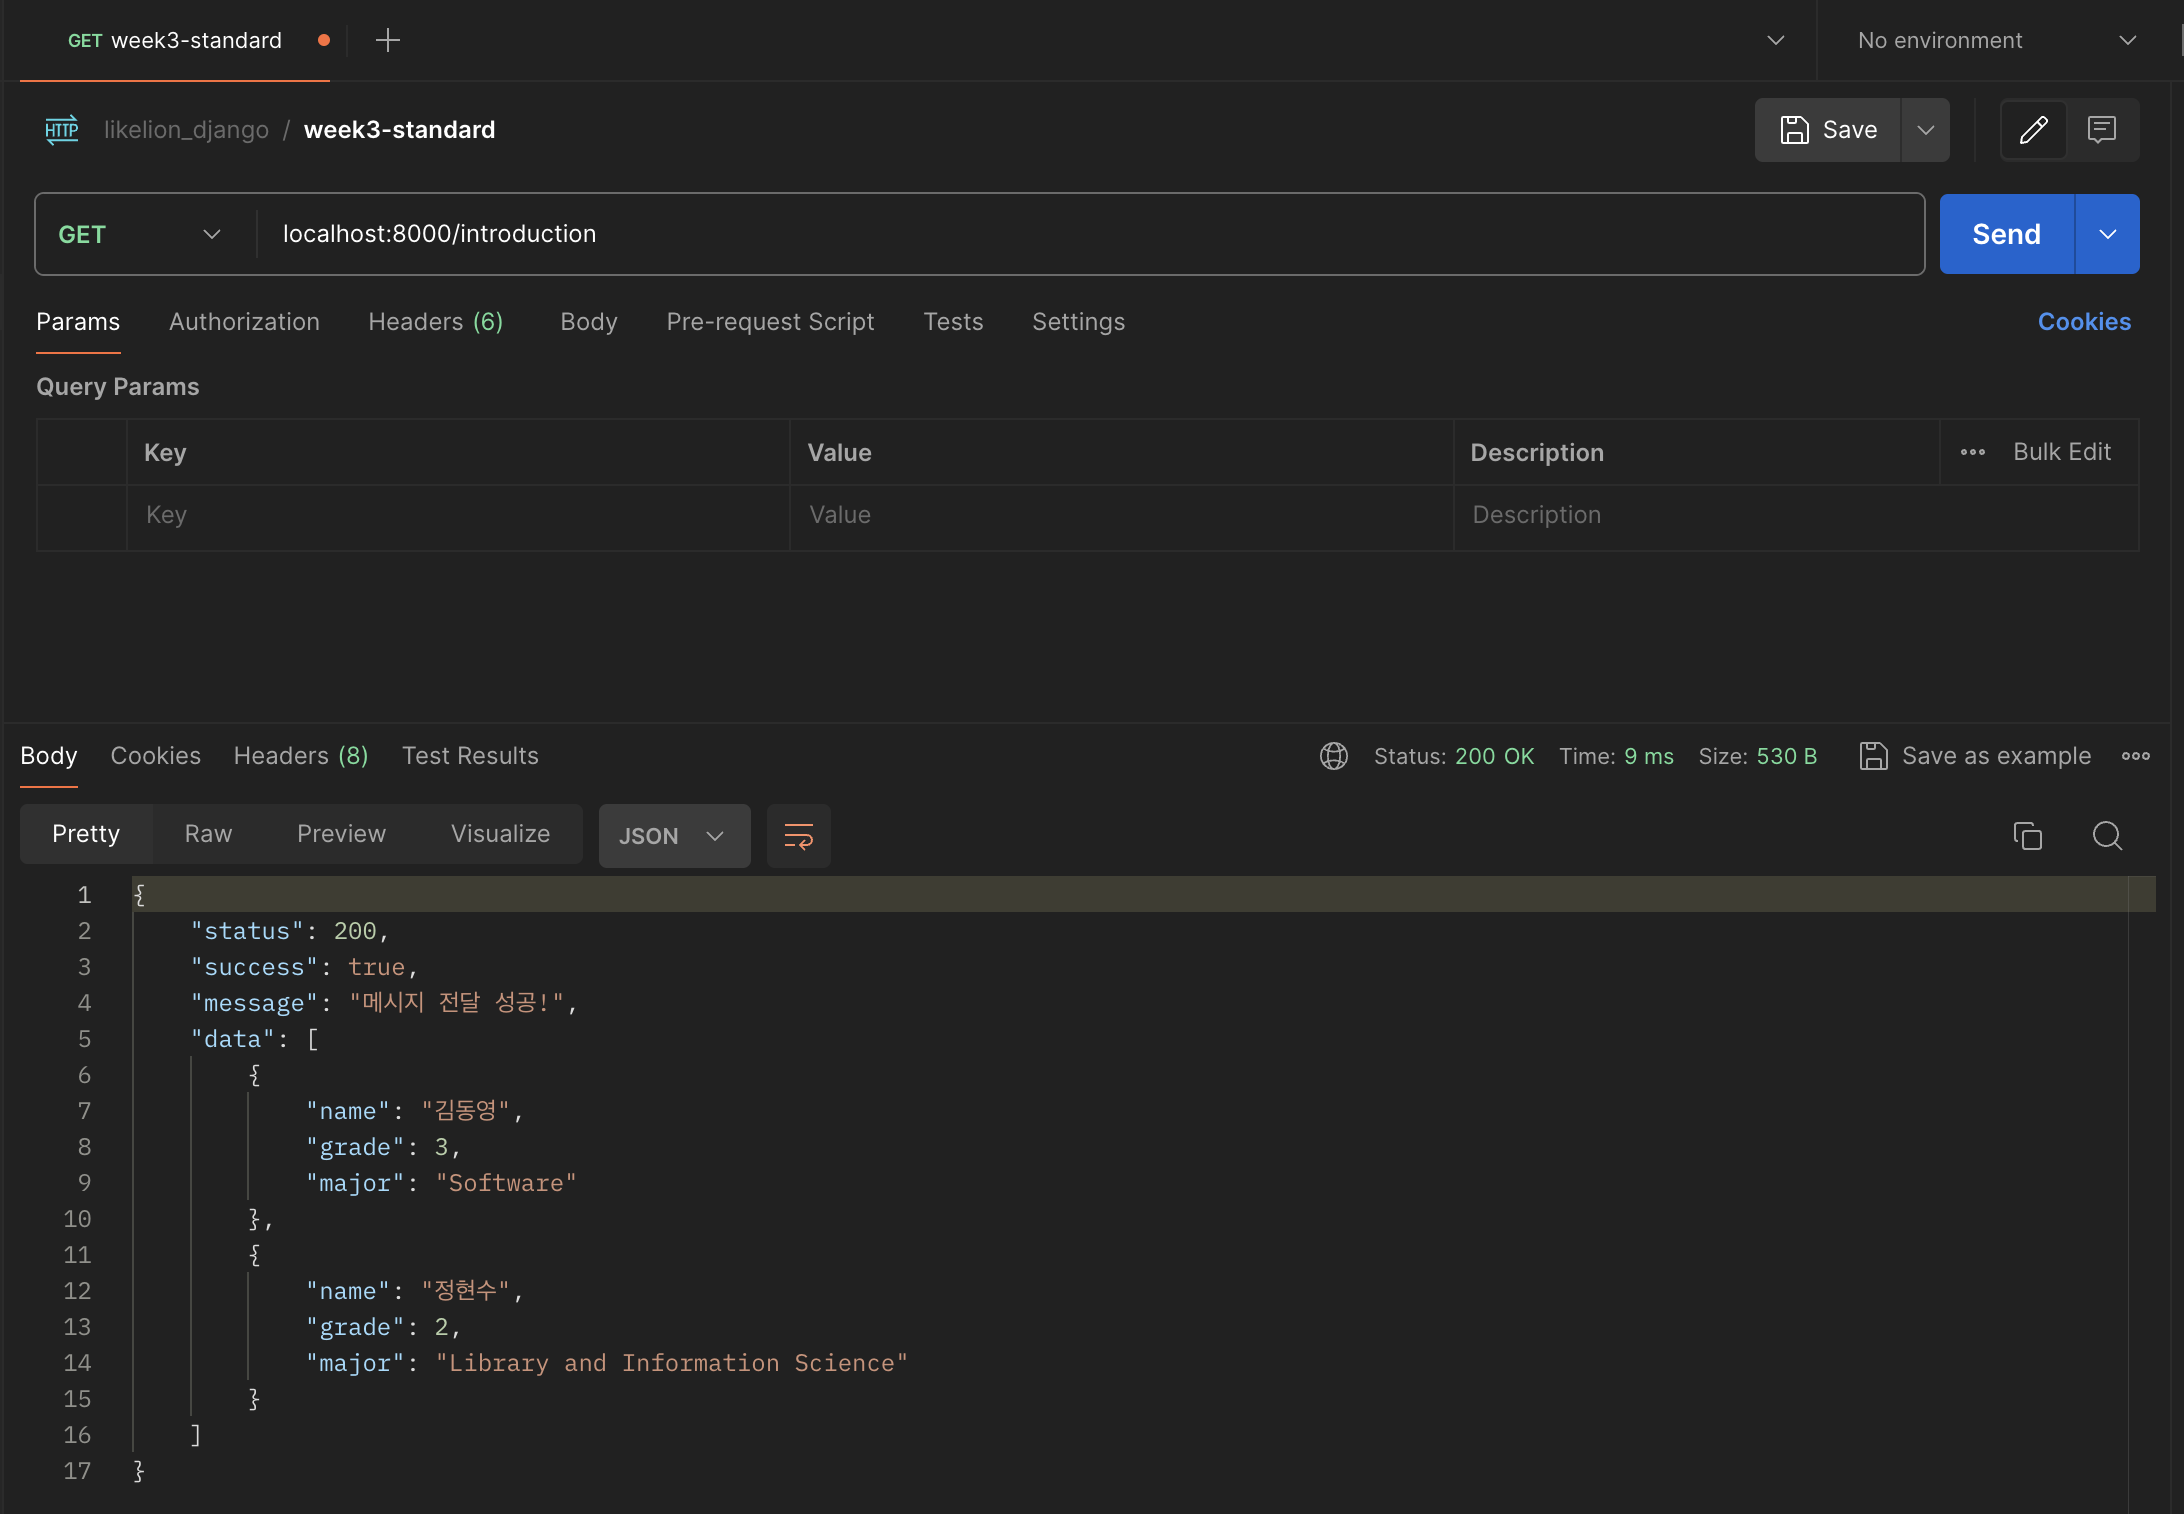 GET week3-standard
No environment
HTTP likelion_django / week3-standard
Save
GET localhost:8000/introduction
Send
Params Authorization Headers (6) Body Pre-request Script Tests Settings Cookies
Query Params
Key Value Description Bulk Edit
Key Value Description
Body Cookies Headers (8) Test Results Status: 200 OK Time: 9 ms Size: 530 B Save as example
Pretty Raw Preview Visualize JSON
1 {
2 "status": 200,
3 "success": true,
4 "message": "메시지 전달 성공!",
5 "data": [
6 {
7 "name": "김동영",
8 "grade": 3,
9 "major": "Software"
10 },
11 {
12 "name": "정현수",
13 "grade": 2,
14 "major": "Library and Information Science"
15 }
16 ]
17 }